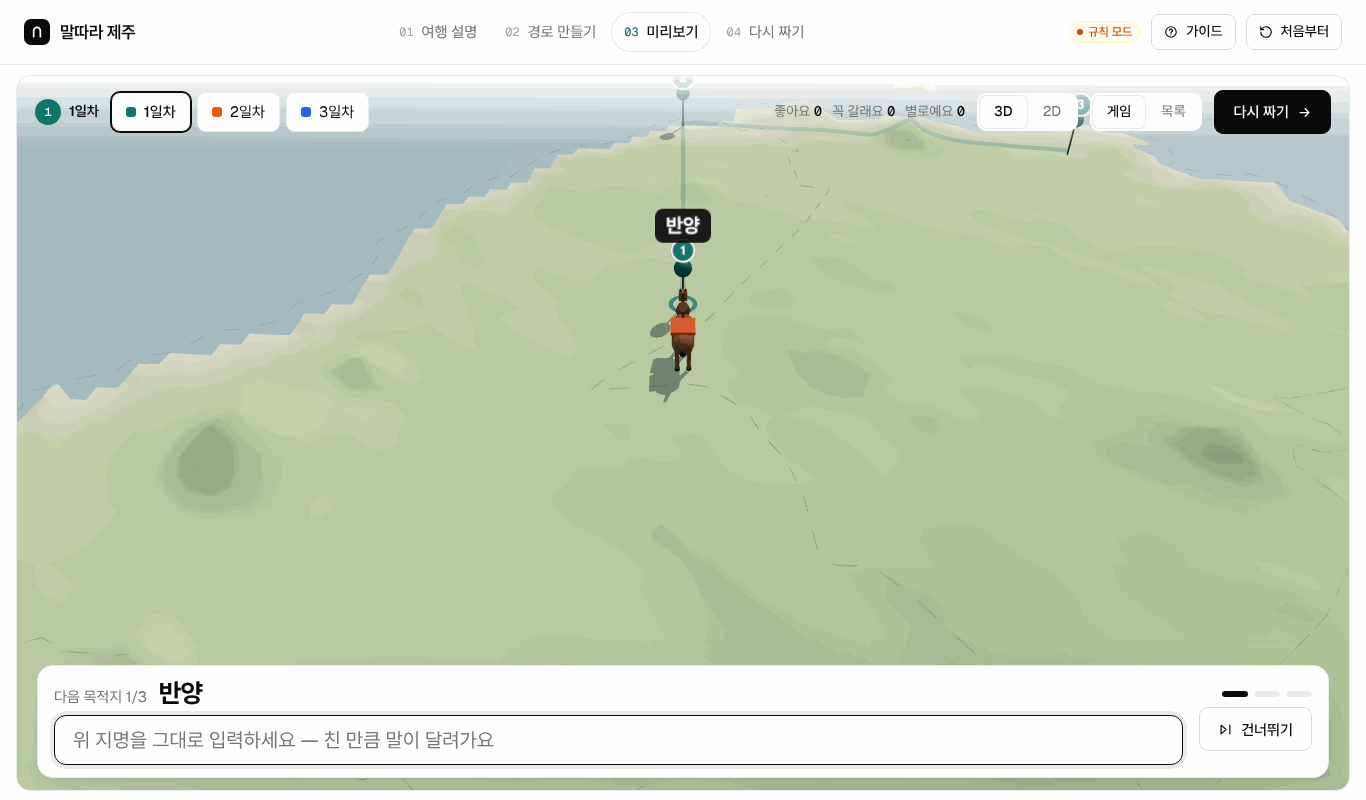 말따라 제주
01 여행 설명
02 경로 만들기
03 미리보기
04 다시 짜기
규칙 모드
가이드
처음부터
1 1일차
1일차
2일차
3일차
좋아요 0 꼭 갈래요 0 별로예요 0
3D 2D
3
게임 목록
다시 짜기 →
2
반양
1
다음 목적지 1/3 반양
위 지명을 그대로 입력하세요 — 친 만큼 말이 달려가요
건너뛰기